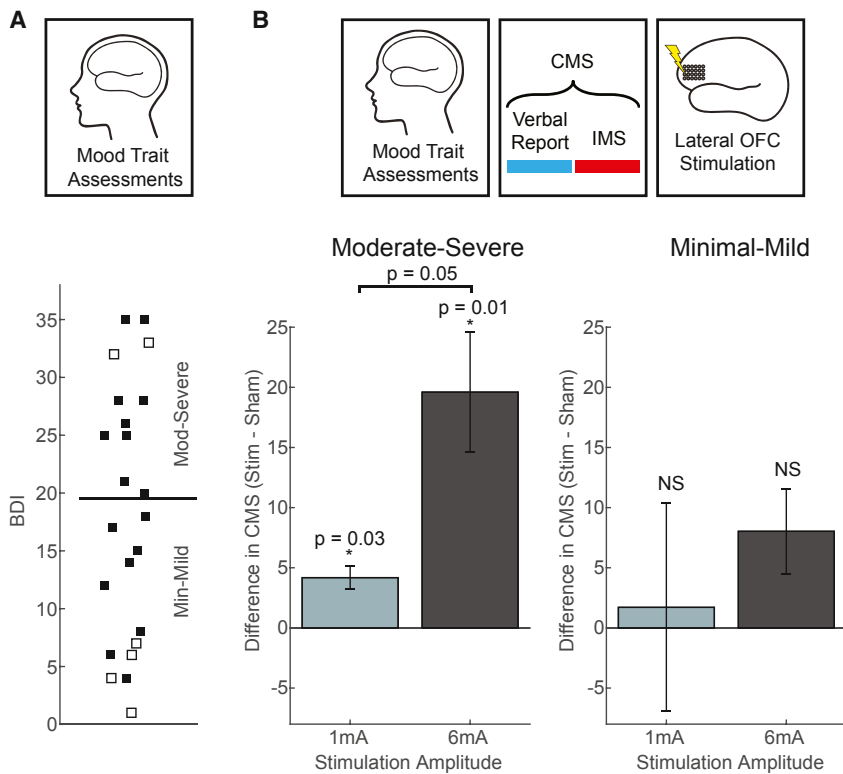 A
Mood Trait
Assessments
35
30
25
20
15
10
5
0
BDI
Mod-Severe
Min-Mild
B
Mood Trait
Assessments
CMS
Verbal
Report
IMS
Lateral OFC
Stimulation
Moderate-Severe
p = 0.05
p = 0.01
*
p = 0.03
*
25
20
15
10
5
0
-5
Difference in CMS (Stim - Sham)
1mA
6mA
Stimulation Amplitude
Minimal-Mild
NS
NS
25
20
15
10
5
0
-5
Difference in CMS (Stim - Sham)
1mA
6mA
Stimulation Amplitude